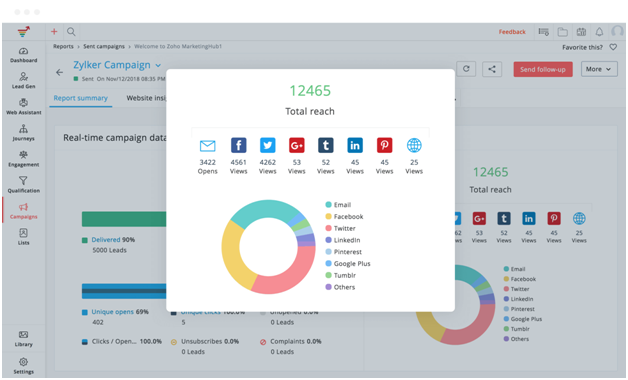 Feedback
Reports > Sent campaigns > Welcome to Zoho MarketingHub1
Favorite this?
Dashboard
Lead Gen
Web Assistant
Journeys
Engagement
Qualification
Campaigns
Lists
Library
Settings
Zylker Campaign
Sent On Nov/12/2018 08:35 PM
Send follow-up
More
Report summary
Website
Real-time campaign data
Delivered 90%
5000 Leads
Unique opens 69%
402
Unique clicks 100.0%
5
Unopened 0.0%
0 Leads
Clicks / Open... 100.0%
Unsubscribes 0.0%
0 Leads
Complaints 0.0%
0 Leads
12465
Total reach
3422 4561 4262 53 52 45 45 25
Opens Views Views Views Views Views Views Views
Email
Facebook
Twitter
Linkedin
Pinterest
Google Plus
Tumblr
Others
12465
Total reach
53 52 45 45 25
Views Views Views Views Views
Email
Facebook
Twitter
Linkedin
Pinterest
Google Plus
Tumblr
Others